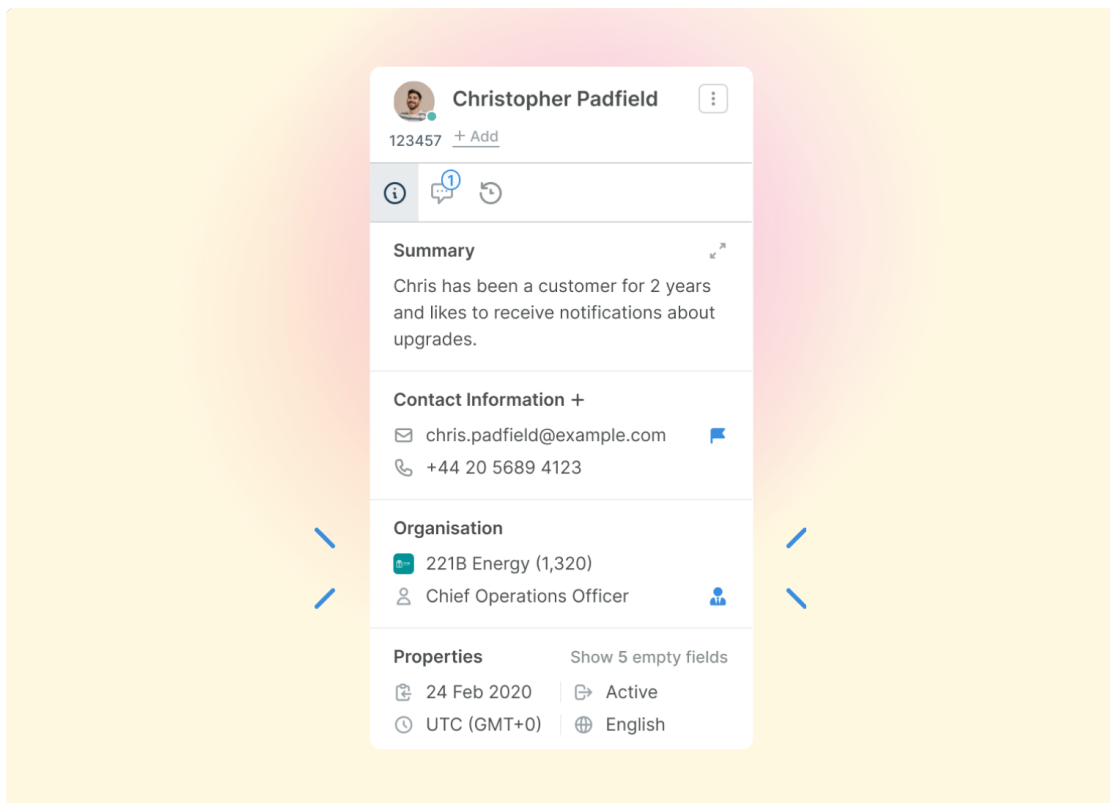 Christopher Padfield
123457 + Add
1
Summary
Chris has been a customer for 2 years
and likes to receive notifications about
upgrades.
Contact Information +
chris.padfield@example.com
+44 20 5689 4123
Organisation
221B Energy (1,320)
Chief Operations Officer
Properties Show 5 empty fields
24 Feb 2020 Active
UTC (GMT+0) English